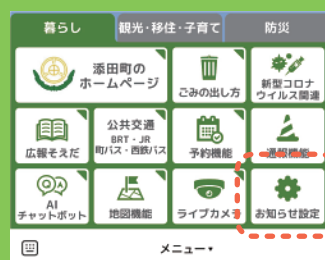 暮らし
観光・移住・子育て
防災
添田町の
ホームページ
ごみの出し方
新型コロナ
ウイルス関連
広報そえだ
公共交通
BRT・JR
町バス・西鉄バス
予約機能
通報機能
AI
チャットボット
地図機能
ライブカメラ
お知らせ設定
メニュー▾